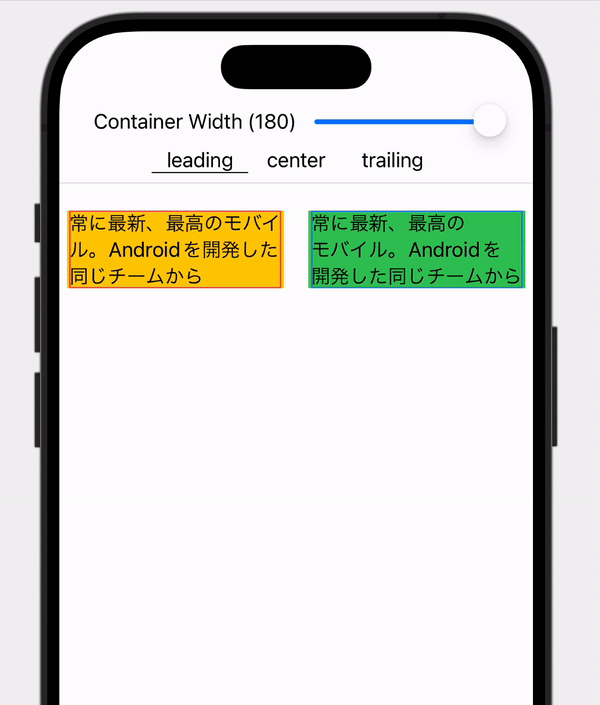 Container Width (180)
leading center trailing
常に最新、最高のモバイ
ル。Androidを開発した
同じチームから
常に最新、最高の
モバイル。Androidを
開発した同じチームから